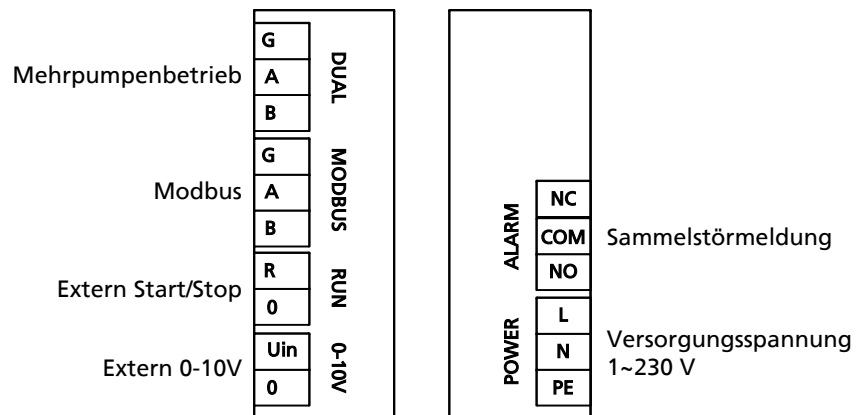 Mehrpumpenbetrieb
G
A
B
DUAL
Modbus
G
A
B
MODBUS
Extern Start/Stop
R
0
RUN
Extern 0-10V
Uin
0
0-10V
ALARM
NC
COM
NO
Sammelstörmeldung
POWER
L
N
PE
Versorgungsspannung
1~230 V